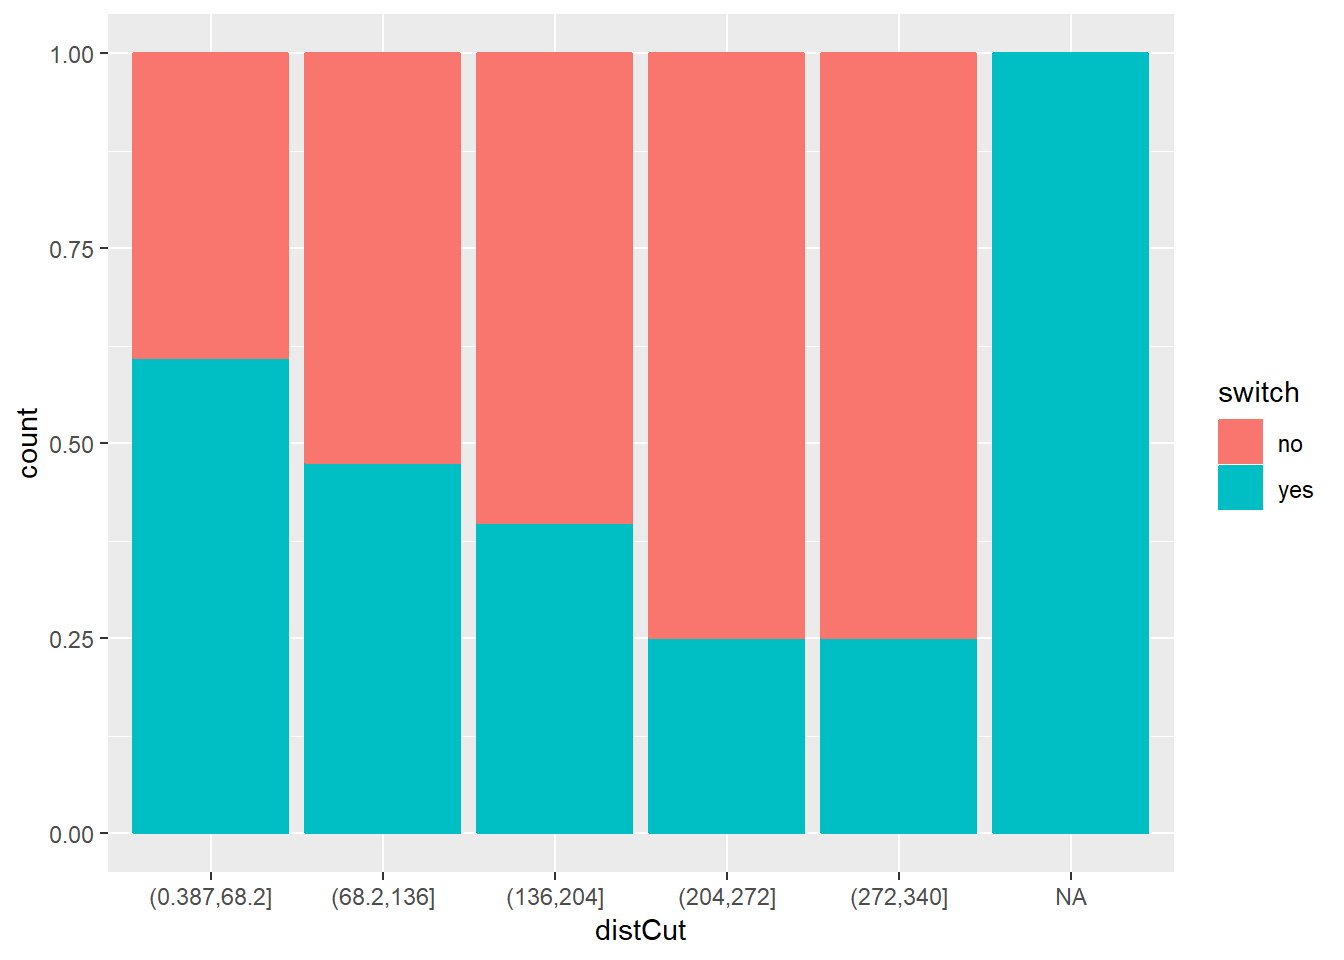 1.00
0.75
0.50
0.25
0.00
count
(0.387,68.2] (68.2,136] (136,204] (204,272] (272,340] NA
distCut
switch
no
yes